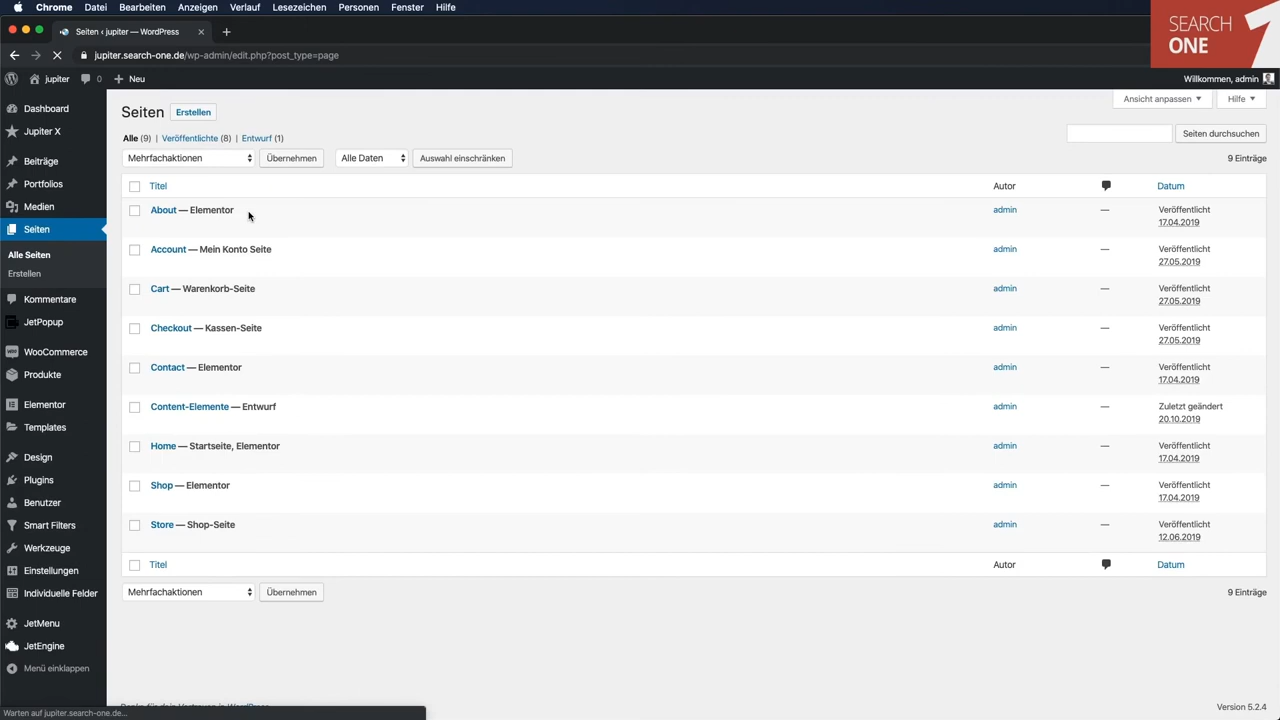 Chrome Datei Bearbeiten Anzeigen Verlauf Lesezeichen Personen Fenster Hilfe
SEARCH
ONE
Seiten ‹ jupiter — WordPress
jupiter.search-one.de/wp-admin/edit.php?post_type=page
jupiter 0 Neu Willkommen, admin
Ansicht anpassen Hilfe
Dashboard
Jupiter X
Beiträge
Portfolios
Medien
Seiten
Alle Seiten
Erstellen
Kommentare
JetPopup
WooCommerce
Produkte
Elementor
Templates
Design
Plugins
Benutzer
Smart Filters
Werkzeuge
Einstellungen
Individuelle Felder
JetMenu
JetEngine
Menü einklappen
Seiten Erstellen
Alle (9) | Veröffentlichte (8) | Entwurf (1)
Seiten durchsuchen
Mehrfachaktionen Übernehmen Alle Daten Auswahl einschränken 9 Einträge
Titel Autor Datum
About — Elementor admin — Veröffentlicht
17.04.2019
Account — Mein Konto Seite admin — Veröffentlicht
27.05.2019
Cart — Warenkorb-Seite admin — Veröffentlicht
27.05.2019
Checkout — Kassen-Seite admin — Veröffentlicht
27.05.2019
Contact — Elementor admin — Veröffentlicht
17.04.2019
Content-Elemente — Entwurf admin — Zuletzt geändert
20.10.2019
Home — Startseite, Elementor admin — Veröffentlicht
17.04.2019
Shop — Elementor admin — Veröffentlicht
17.04.2019
Store — Shop-Seite admin — Veröffentlicht
12.06.2019
Titel Autor Datum
Mehrfachaktionen Übernehmen 9 Einträge
Version 5.2.4
Warten auf jupiter.search-one.de...